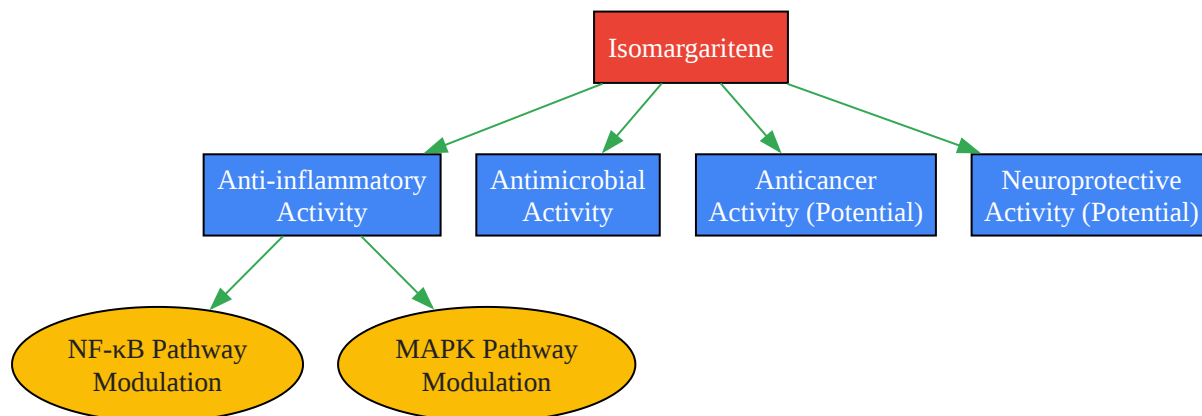 Isomargaritene
Anti-inflammatory
Activity
Antimicrobial
Activity
Anticancer
Activity (Potential)
Neuroprotective
Activity (Potential)
NF-κB Pathway
Modulation
MAPK Pathway
Modulation